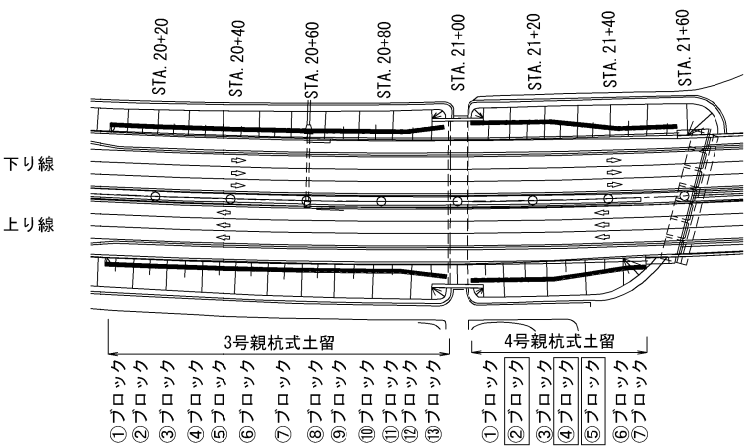 STA. 20+20
STA. 20+40
STA. 20+60
STA. 20+80
STA. 21+00
STA. 21+20
STA. 21+40
STA. 21+60
下り線
上り線
3号親杭式土留
4号親杭式土留
①ブロック
②ブロック
③ブロック
④ブロック
⑤ブロック
⑥ブロック
⑦ブロック
⑧ブロック
⑨ブロック
⑩ブロック
⑪ブロック
⑫ブロック
⑬ブロック
①ブロック
②ブロック
③ブロック
④ブロック
⑤ブロック
⑥ブロック
⑦ブロック